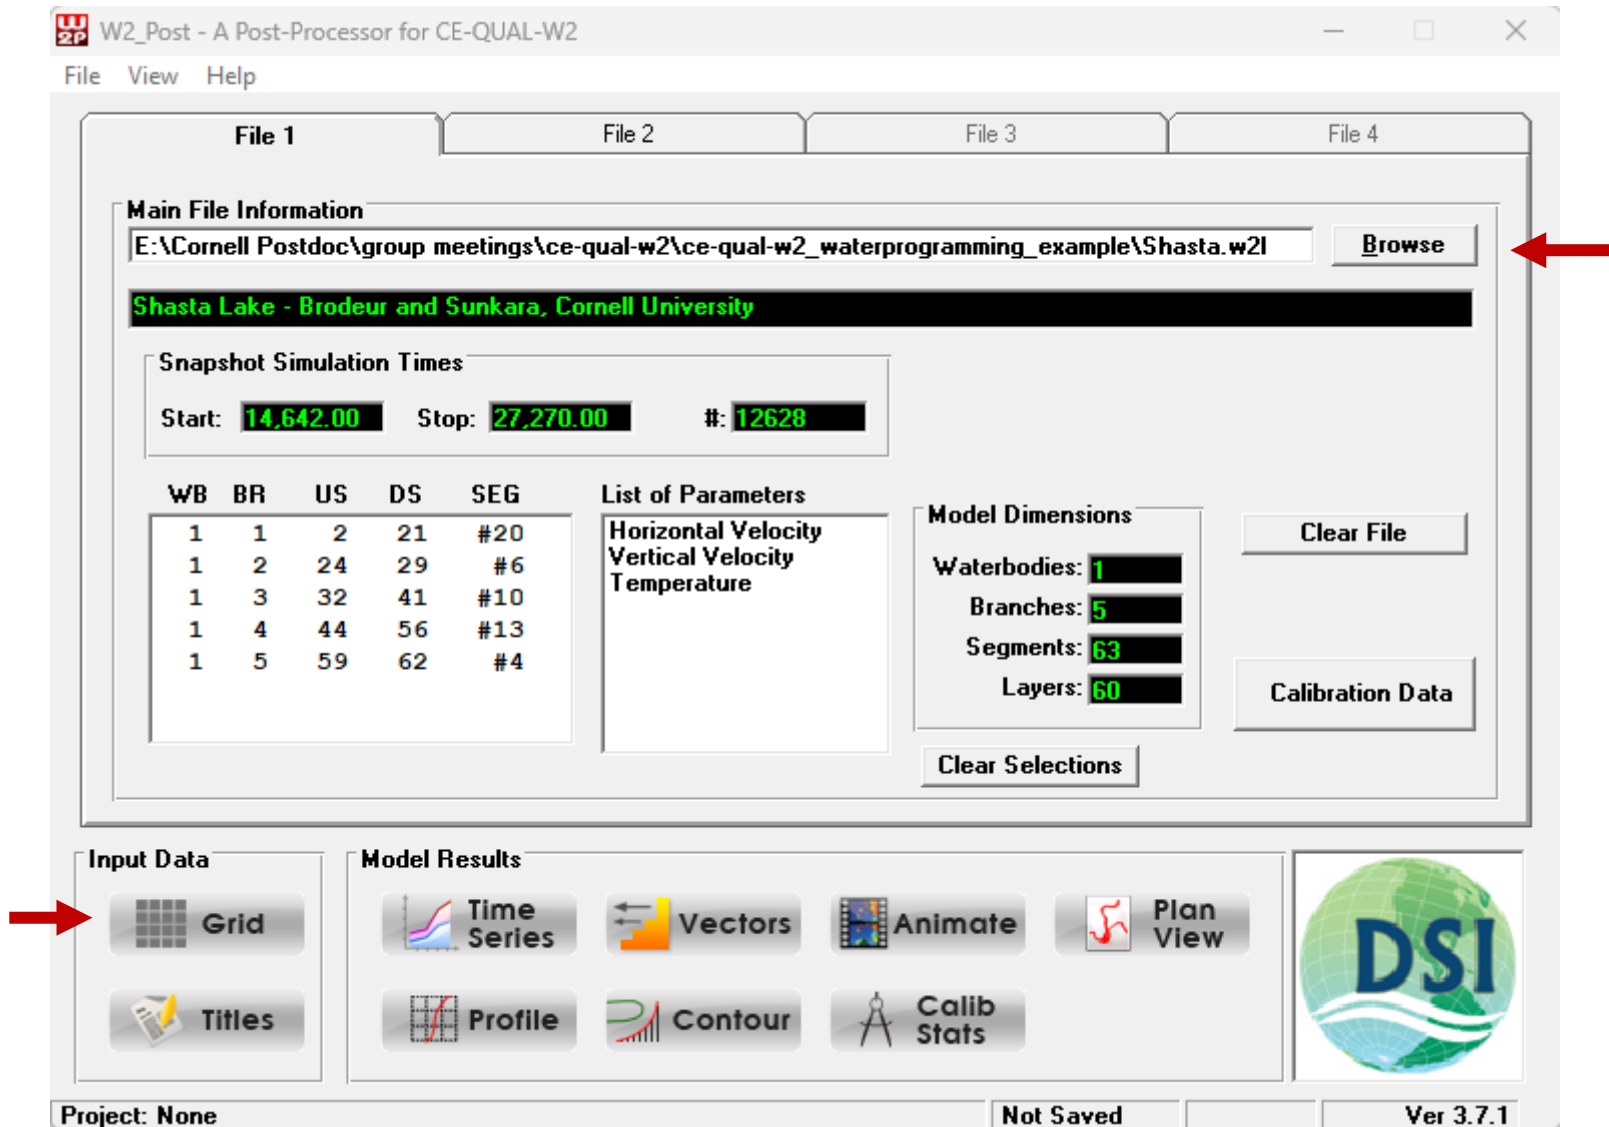 W2_Post - A Post-Processor for CE-QUAL-W2
File View Help
File 1 File 2 File 3 File 4
Main File Information
E:\Cornell Postdoc\group meetings\ce-qual-w2\ce-qual-w2_waterprogramming_example\Shasta.w2l Browse
Shasta Lake - Brodeur and Sunkara, Cornell University
Snapshot Simulation Times
Start: 14,642.00 Stop: 27,270.00 #: 12628
WB BR US DS SEG
1 1 2 21 #20
1 2 24 29 #6
1 3 32 41 #10
1 4 44 56 #13
1 5 59 62 #4
List of Parameters
Horizontal Velocity
Vertical Velocity
Temperature
Model Dimensions
Waterbodies: 1
Branches: 5
Segments: 63
Layers: 60
Clear File
Calibration Data
Clear Selections
Input Data
Grid
Titles
Model Results
Time
Series
Vectors
Animate
Plan
View
Profile
Contour
Calib
Stats
DSI
Project: None Not Saved Ver 3.7.1